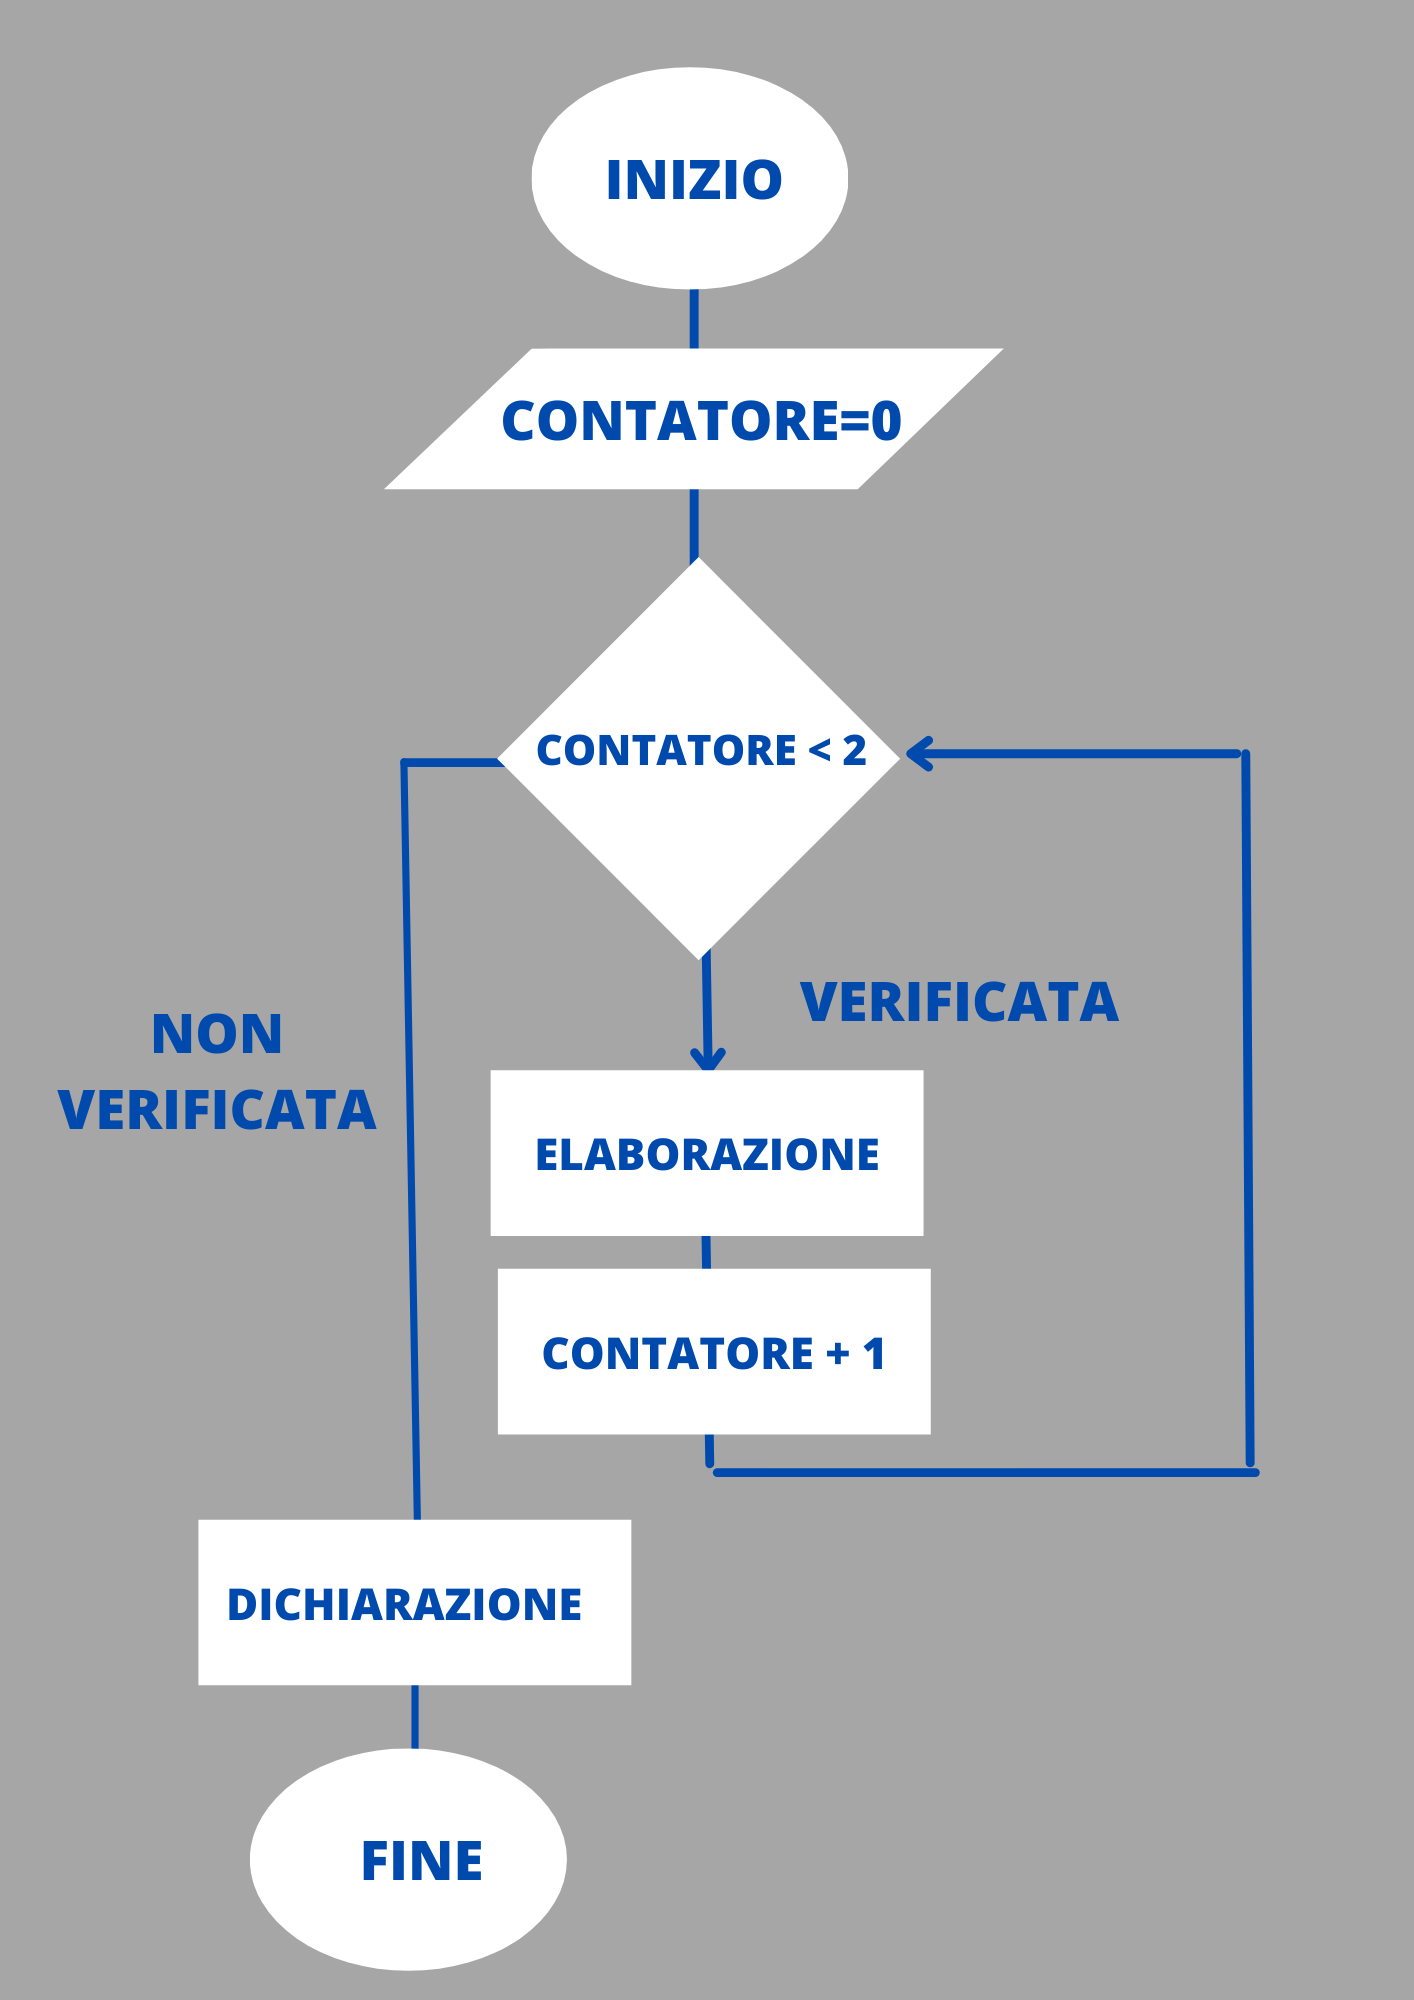 INIZIO
CONTATORE=0
CONTATORE < 2
VERIFICATA
NON
VERIFICATA
ELABORAZIONE
CONTATORE + 1
DICHIARAZIONE
FINE